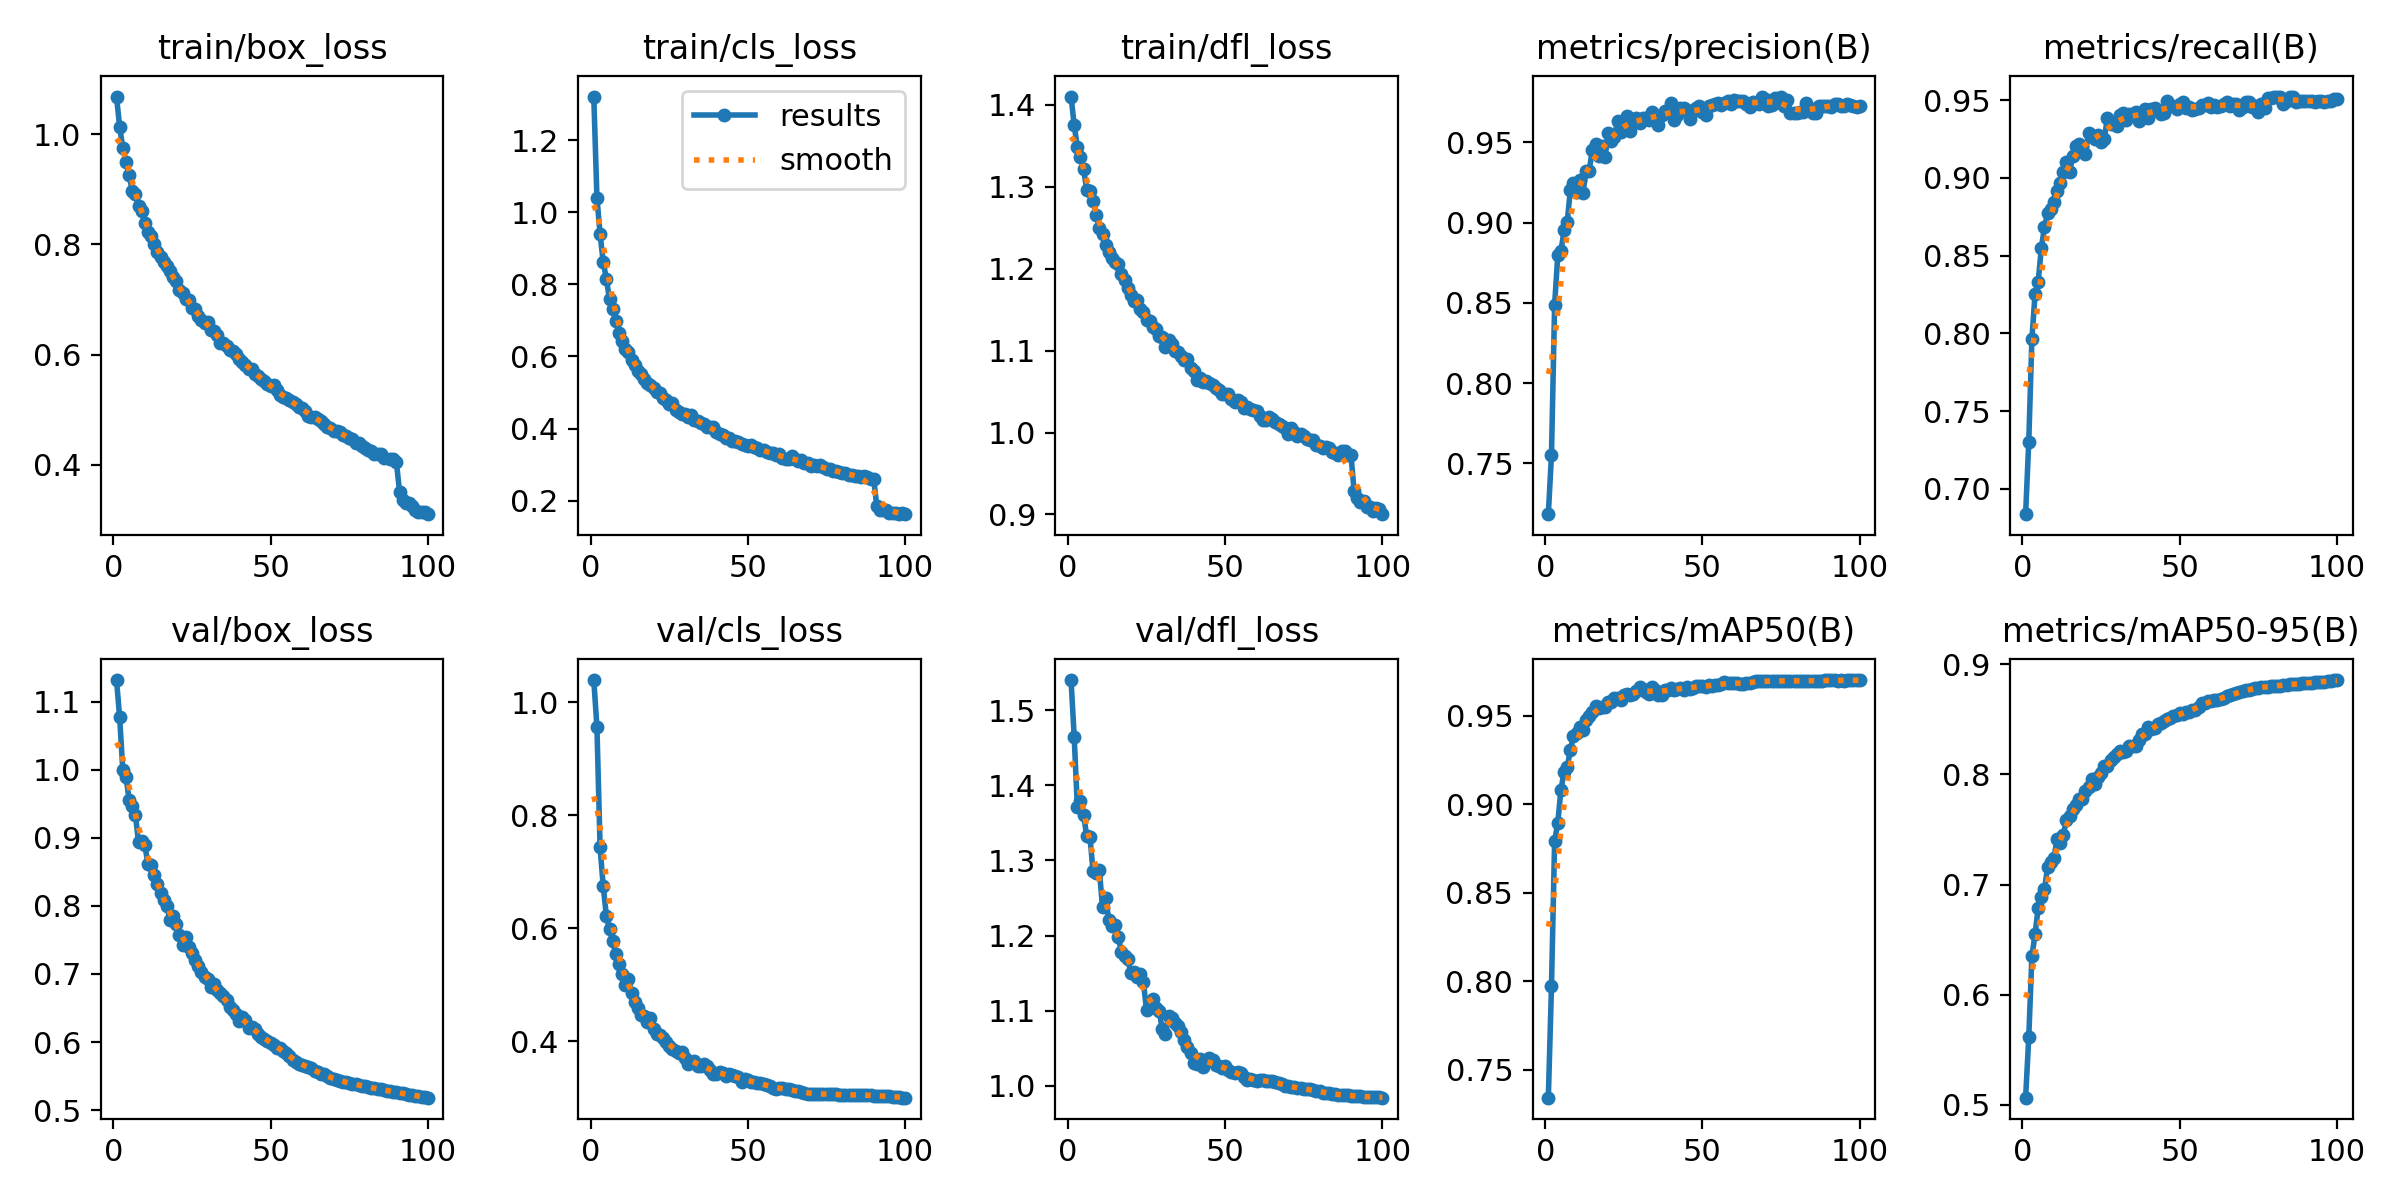 train/box_loss
1.0
0.8
0.6
0.4
0 50 100
train/cls_loss
results
smooth
1.2
1.0
0.8
0.6
0.4
0.2
0 50 100
train/dfl_loss
1.4
1.3
1.2
1.1
1.0
0.9
0 50 100
metrics/precision(B)
0.95
0.90
0.85
0.80
0.75
0 50 100
metrics/recall(B)
0.95
0.90
0.85
0.80
0.75
0.70
0 50 100
val/box_loss
1.1
1.0
0.9
0.8
0.7
0.6
0.5
0 50 100
val/cls_loss
1.0
0.8
0.6
0.4
0 50 100
val/dfl_loss
1.5
1.4
1.3
1.2
1.1
1.0
0 50 100
metrics/mAP50(B)
0.95
0.90
0.85
0.80
0.75
0 50 100
metrics/mAP50-95(B)
0.9
0.8
0.7
0.6
0.5
0 50 100